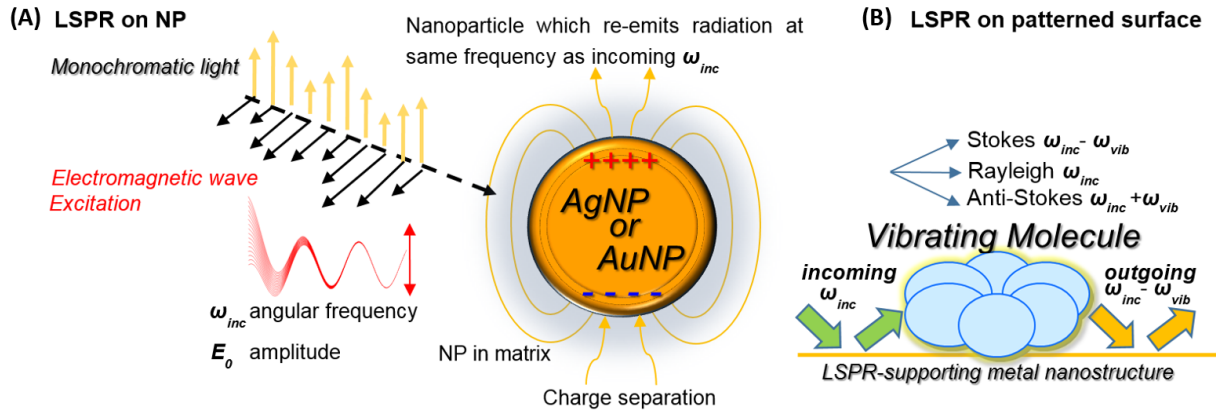 (A) LSPR on NP
Monochromatic light
Electromagnetic wave
Excitation
ω_inc angular frequency
E_0 amplitude
Nanoparticle which re-emits radiation at
same frequency as incoming ω_inc
++++
AgNP
or
AuNP
- - - -
NP in matrix
Charge separation
(B) LSPR on patterned surface
Stokes ω_inc- ω_vib
Rayleigh ω_inc
Anti-Stokes ω_inc+ω_vib
Vibrating Molecule
incoming
ω_inc
outgoing
ω_inc- ω_vib
LSPR-supporting metal nanostructure